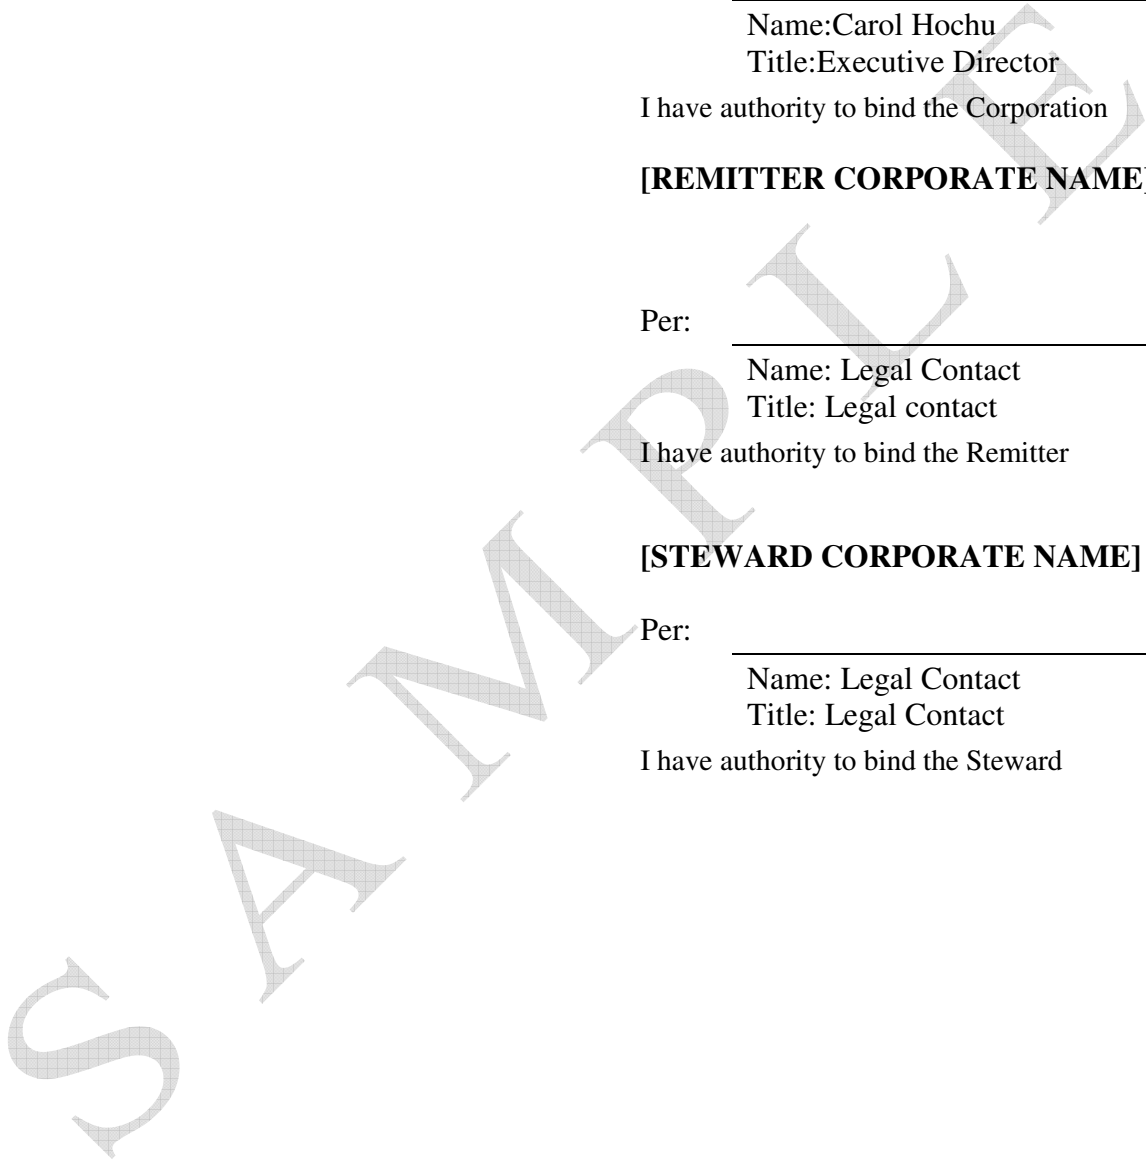 Name:Carol Hochu
Title:Executive Director
I have authority to bind the Corporation
[REMITTER CORPORATE NAME]
Per:
Name: Legal Contact
Title: Legal contact
I have authority to bind the Remitter
[STEWARD CORPORATE NAME]
Per:
Name: Legal Contact
Title: Legal Contact
I have authority to bind the Steward
SAMPLE